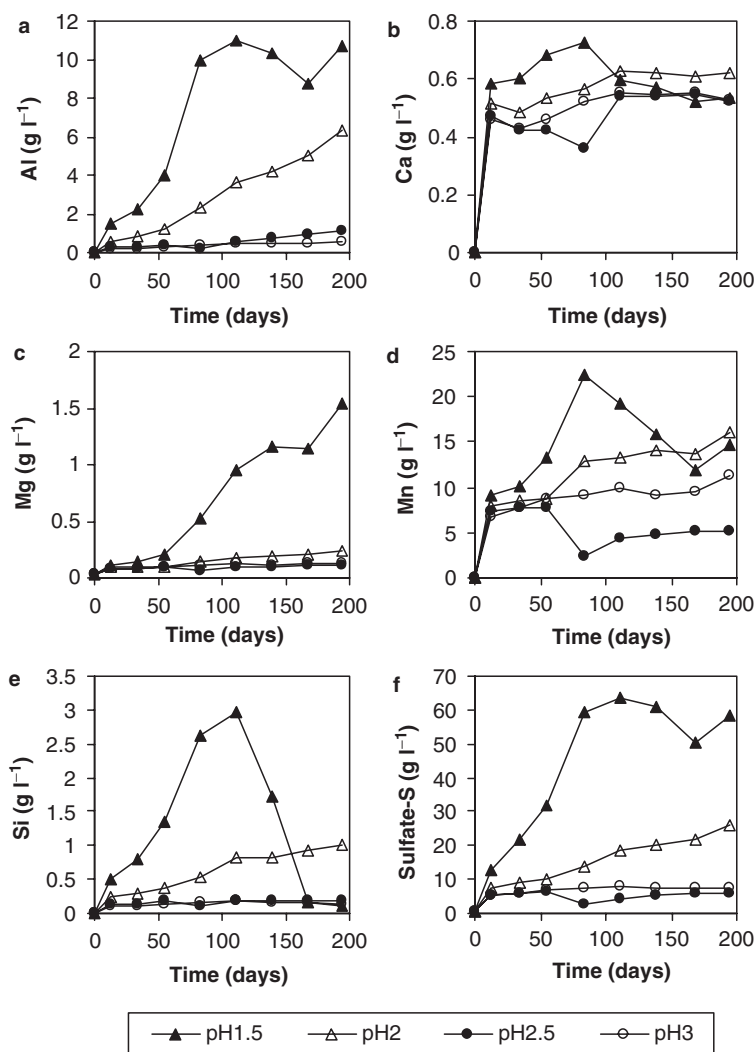 a
12
10
8
6
4
2
0
Al (g l⁻¹)
0 50 100 150 200
Time (days)
b
0.8
0.6
0.4
0.2
0
Ca (g l⁻¹)
0 50 100 150 200
Time (days)
c
2
1.5
1
0.5
0
Mg (g l⁻¹)
0 50 100 150 200
Time (days)
d
25
20
15
10
5
0
Mn (g l⁻¹)
0 50 100 150 200
Time (days)
e
3.5
3
2.5
2
1.5
1
0.5
0
Si (g l⁻¹)
0 50 100 150 200
Time (days)
f
70
60
50
40
30
20
10
0
Sulfate-S (g l⁻¹)
0 50 100 150 200
Time (days)
pH1.5 pH2 pH2.5 pH3